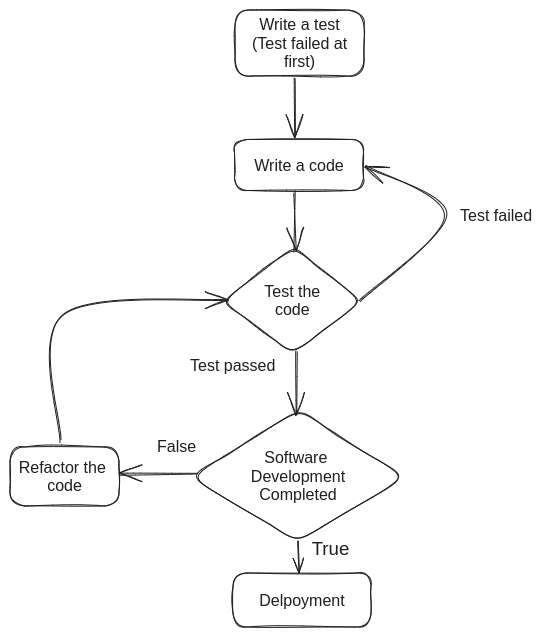 Write a test
(Test failed at
first)
Write a code
Test failed
Test the
code
Test passed
False
Software
Development
Completed
Refactor the
code
True
Delpoyment